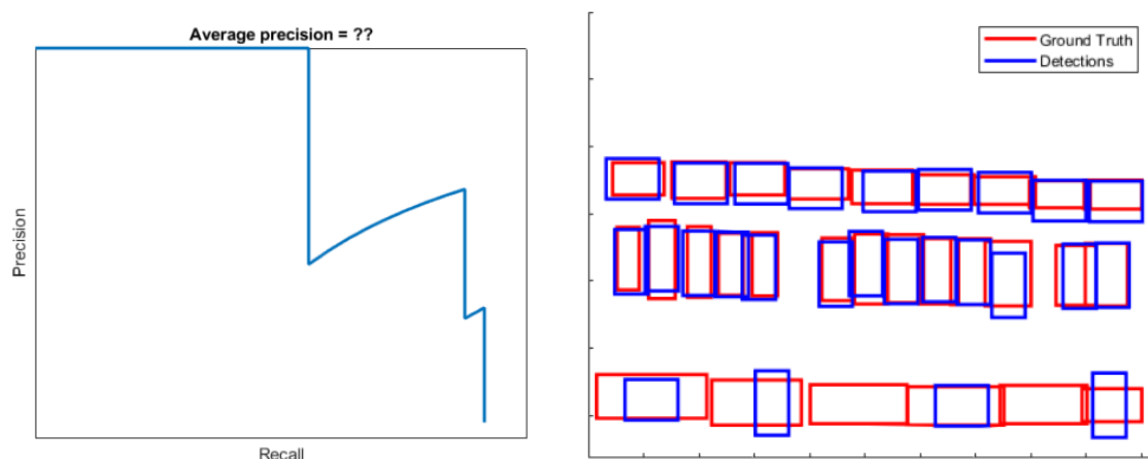 Average precision = ??
Precision
Recall
Ground Truth
Detections